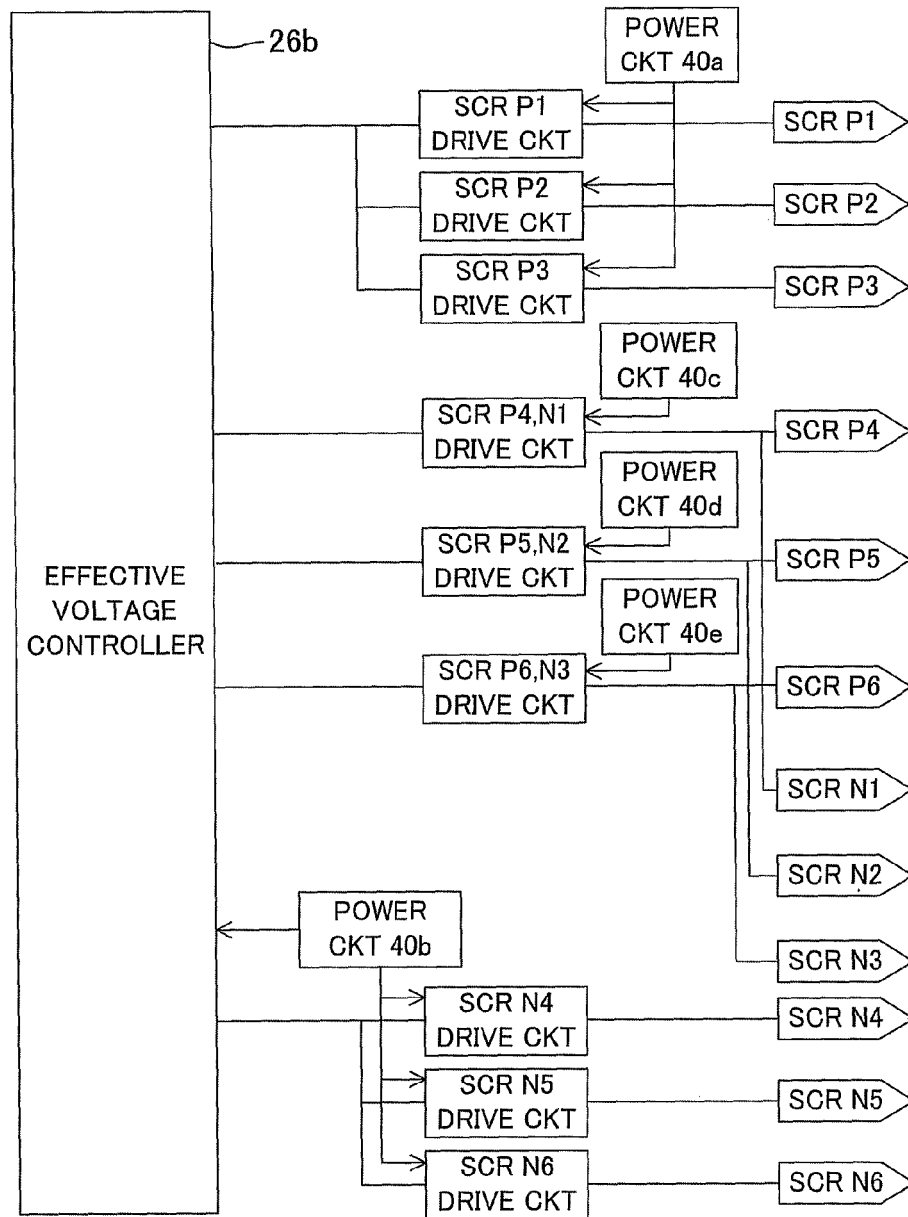 26b
POWER
CKT 40a
SCR P1
DRIVE CKT
SCR P1
SCR P2
DRIVE CKT
SCR P2
SCR P3
DRIVE CKT
SCR P3
POWER
CKT 40c
SCR P4,N1
DRIVE CKT
SCR P4
POWER
CKT 40d
SCR P5,N2
DRIVE CKT
SCR P5
EFFECTIVE
VOLTAGE
CONTROLLER
POWER
CKT 40e
SCR P6,N3
DRIVE CKT
SCR P6
SCR N1
SCR N2
POWER
CKT 40b
SCR N3
SCR N4
DRIVE CKT
SCR N4
SCR N5
DRIVE CKT
SCR N5
SCR N6
DRIVE CKT
SCR N6